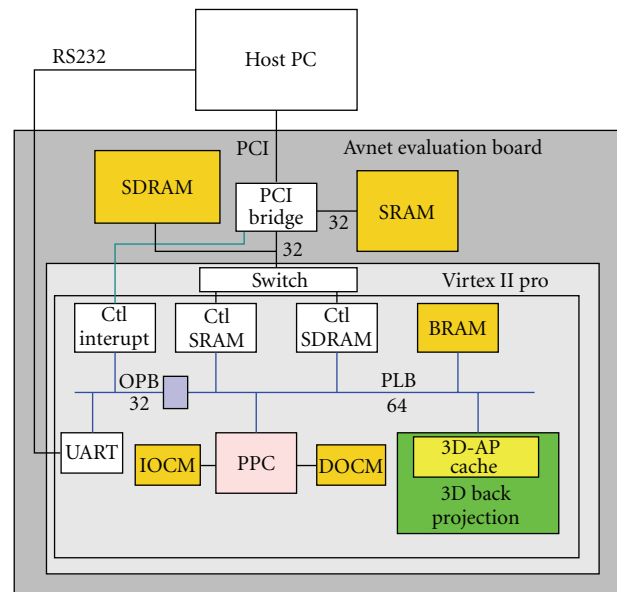 RS232
Host PC
PCI
Avnet evaluation board
SDRAM
PCI
bridge
32
SRAM
32
Switch
Virtex II pro
Ctl
interupt
Ctl
SRAM
Ctl
SDRAM
BRAM
OPB
32
PLB
64
UART
IOCM
PPC
DOCM
3D-AP
cache
3D back
projection